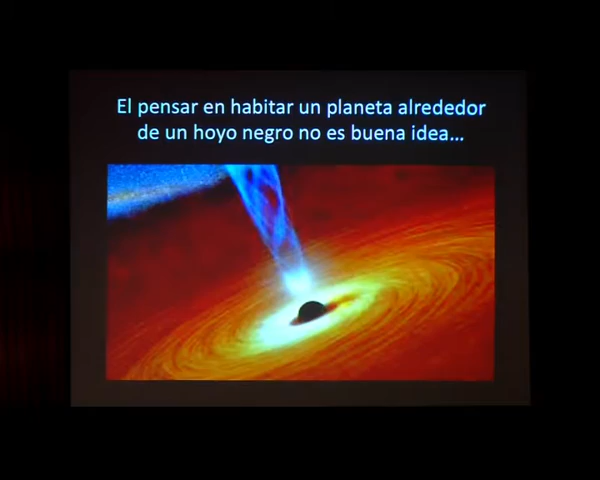 El pensar en habitar un planeta alrededor
de un hoyo negro no es buena idea…